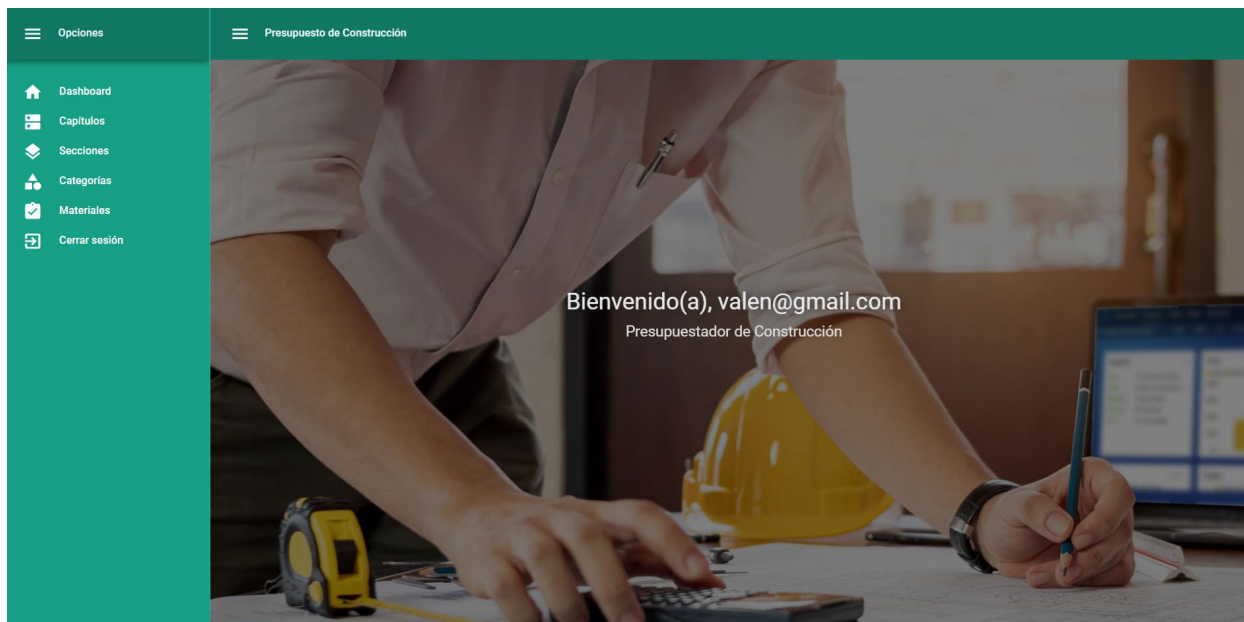 Opciones
Presupuesto de Construcción
Dashboard
Capítulos
Secciones
Categorías
Materiales
Cerrar sesión
Bienvenido(a), valen@gmail.com
Presupuestador de Construcción